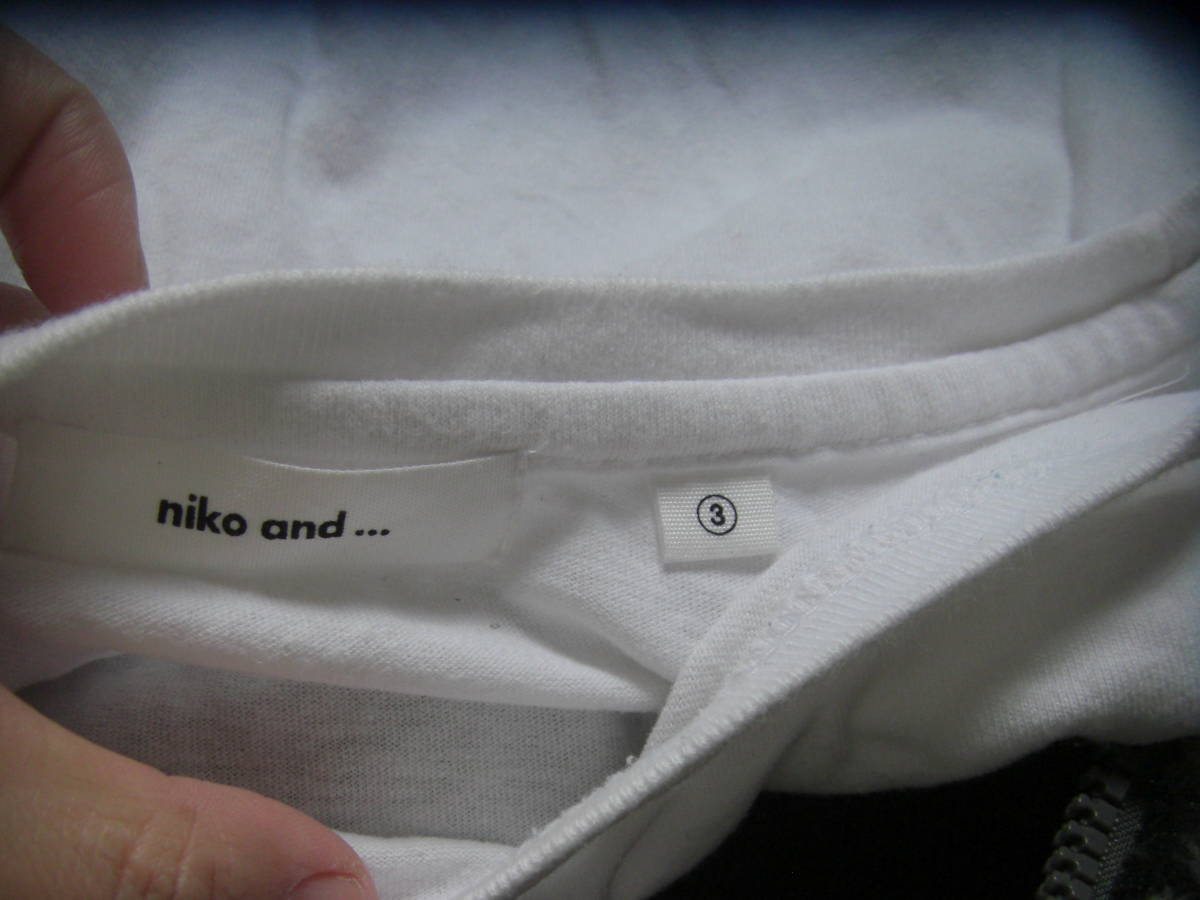 niko and ...
③